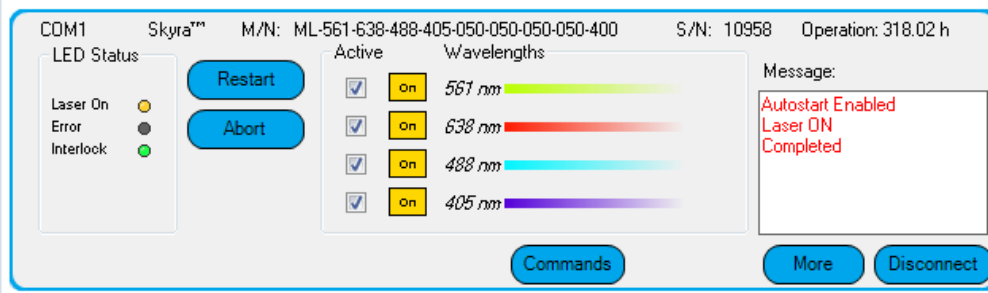 COM1 Skyra™ M/N: ML-561-638-488-405-050-050-050-050-400 S/N: 10958 Operation: 318.02 h
LED Status
Laser On
Error
Interlock
Restart
Abort
Active Wavelengths
On 561 nm
On 638 nm
On 488 nm
On 405 nm
Message:
Autostart Enabled
Laser ON
Completed
Commands
More
Disconnect